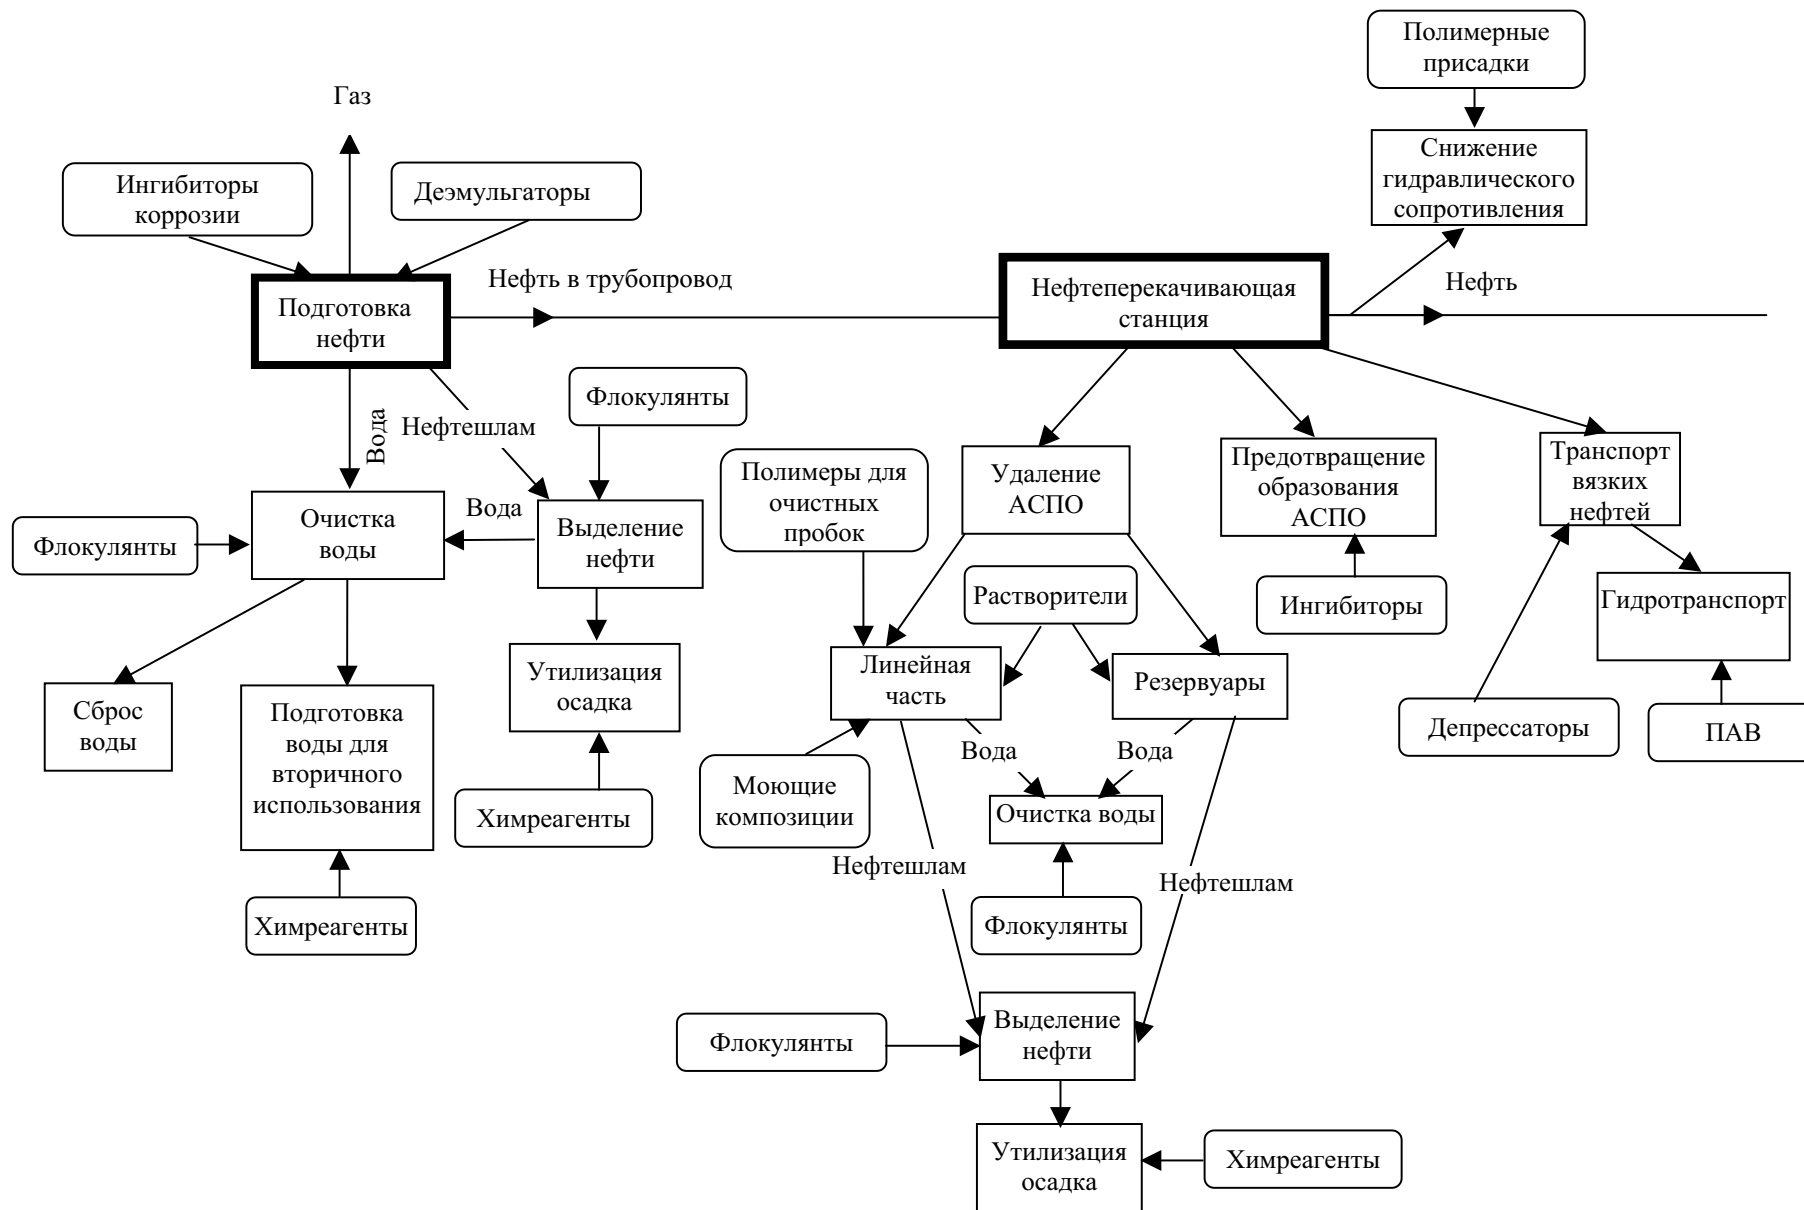 Полимерные
присадки
Газ
Снижение
гидравлического
сопротивления
Ингибиторы
коррозии
Деэмульгаторы
Нефть в трубопровод
Нефтеперекачивающая
станция
Нефть
Подготовка
нефти
Вода
Нефтешлам
Флокулянты
Полимеры для
очистных
пробок
Удаление
АСПО
Предотвращение
образования
АСПО
Транспорт
вязких
нефтей
Флокулянты
Очистка
воды
Вода
Выделение
нефти
Растворители
Ингибиторы
Гидротранспорт
Сброс
воды
Подготовка
воды для
вторичного
использования
Утилизация
осадка
Линейная
часть
Резервуары
Депрессаторы
ПАВ
Вода
Вода
Моющие
композиции
Химреагенты
Очистка воды
Нефтешлам
Нефтешлам
Химреагенты
Флокулянты
Флокулянты
Выделение
нефти
Утилизация
осадка
Химреагенты